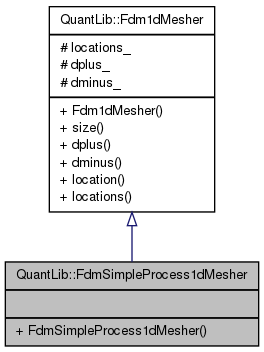 QuantLib::Fdm1dMesher
# locations_
# dplus_
# dminus_
+ Fdm1dMesher()
+ size()
+ dplus()
+ dminus()
+ location()
+ locations()
QuantLib::FdmSimpleProcess1dMesher
+ FdmSimpleProcess1dMesher()